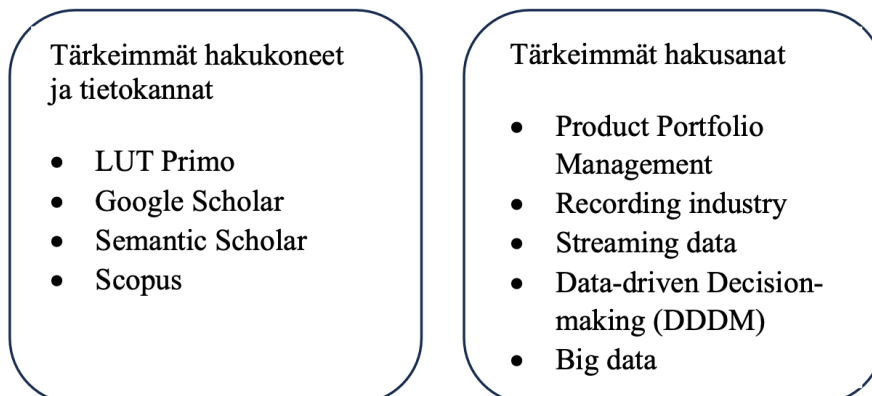 Tärkeimmät hakukoneet
ja tietokannat
• LUT Primo
• Google Scholar
• Semantic Scholar
• Scopus
Tärkeimmät hakusanat
• Product Portfolio
Management
• Recording industry
• Streaming data
• Data-driven Decision-
making (DDDM)
• Big data